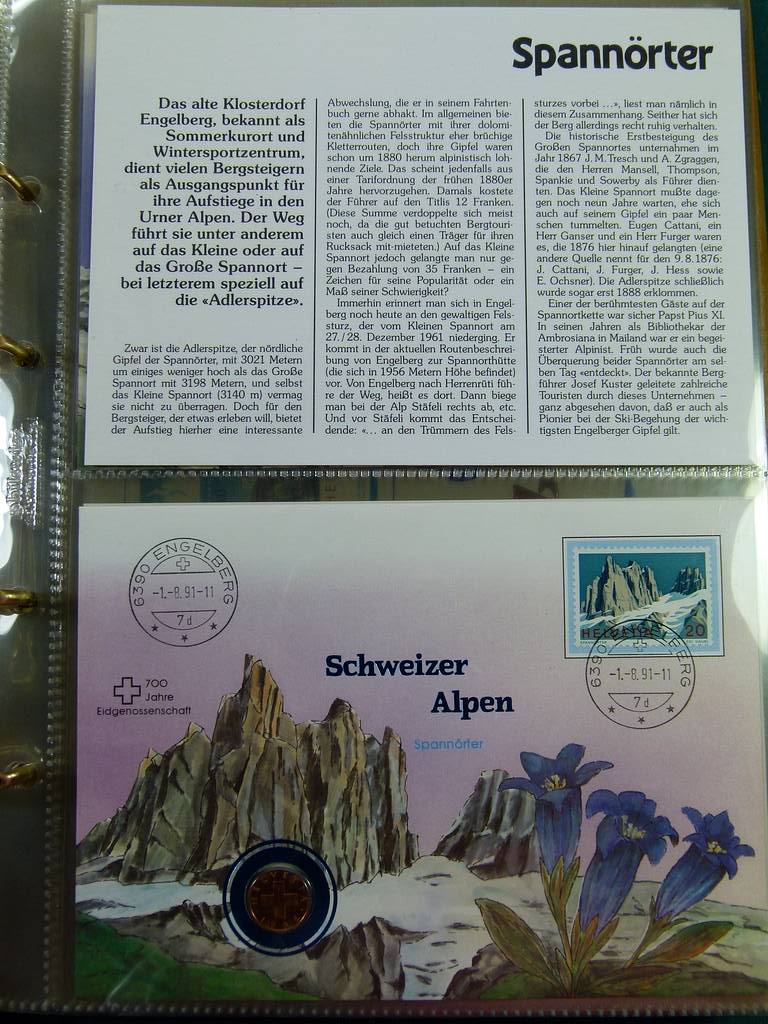 Spannörter
Das alte Klosterdorf
Engelberg, bekannt als
Sommerkurort und
Wintersportzentrum,
dient vielen Bergsteigern
als Ausgangspunkt für
ihre Aufstiege in den
Urner Alpen. Der Weg
führt sie unter anderem
auf das Kleine oder auf
das Große Spannort –
bei letzterem speziell auf
die «Adlerspitze».
Zwar ist die Adlerspitze, der nördliche
Gipfel der Spannörter, mit 3021 Metern
um einiges weniger hoch als das Große
Spannort mit 3198 Metern, und selbst
das Kleine Spannort (3140 m) vermag
sie nicht zu überragen. Doch für den
Bergsteiger, der etwas erleben will, bietet
der Aufstieg hierher eine interessante
Abwechslung, die er in seinem Fahrten-
buch gerne abhakt. Im allgemeinen bie-
ten die Spannörter mit ihrer dolomi-
tenähnlichen Felsstruktur eher brüchige
Kletterrouten, doch ihre Gipfel waren
schon um 1880 herum alpinistisch loh-
nende Ziele. Das scheint jedenfalls aus
einer Tarifordnung der frühen 1880er
Jahre hervorzugehen. Damals kostete
der Führer auf den Titlis 12 Franken.
(Diese Summe verdoppelte sich meist
noch, da die gut betuchten Bergtouri-
sten auch gleich einen Träger für ihren
Rucksack mit-mieteten.) Auf das Kleine
Spannort jedoch gelangte man nur ge-
gen Bezahlung von 35 Franken – ein
Zeichen für seine Popularität oder ein
Maß seiner Schwierigkeit?
Immerhin erinnert man sich in Engel-
berg noch heute an den gewaltigen Fels-
sturz, der vom Kleinen Spannort am
27./28. Dezember 1961 niederging. Er
kommt in der aktuellen Routenbeschrei-
bung von Engelberg zur Spannorthütte
(die sich in 1956 Metern Höhe befindet)
vor. Von Engelberg nach Herrenrüti füh-
re der Weg, heißt es dort. Dann biege
man bei der Alp Stäfeli rechts ab, etc.
Und vor Stäfeli kommt das Entschei-
dende: «... an den Trümmern des Fels-
sturzes vorbei ...», liest man nämlich in
diesem Zusammenhang. Seither hat sich
der Berg allerdings recht ruhig verhalten.
Die historische Erstbesteigung des
Großen Spannortes unternahmen im
Jahr 1867 J. M. Tresch und A. Zgraggen,
die den Herren Mansell, Thompson,
Spankie und Sowerby als Führer dien-
ten. Das Kleine Spannort mußte dage-
gen noch neun Jahre warten, ehe sich
auch auf seinem Gipfel ein paar Men-
schen tummelten. Eugen Cattani, ein
Herr Ganser und ein Herr Furger waren
es, die 1876 hier hinauf gelangten (eine
andere Quelle nennt für den 9.8.1876:
J. Cattani, J. Furger, J. Hess sowie
E. Ochsner). Die Adlerspitze schließlich
wurde sogar erst 1888 erklommen.
Einer der berühmtesten Gäste auf der
Spannortkette war sicher Papst Pius XI.
In seinen Jahren als Bibliothekar der
Ambrosiana in Mailand war er ein begei-
sterter Alpinist. Früh wurde auch die
Überquerung beider Spannörter am sel-
ben Tag «entdeckt». Der bekannte Berg-
führer Josef Kuster geleitete zahlreiche
Touristen durch dieses Unternehmen –
ganz abgesehen davon, daß er auch als
Pionier bei der Ski-Begehung der wich-
tigsten Engelberger Gipfel gilt.
6390 ENGELBERG
-1.-8.91-11
7d
HELVETIA 20
6390 ENGELBERG
-1.-8.91-11
7d
700
Jahre
Eidgenossenschaft
Schweizer
Alpen
Spannörter